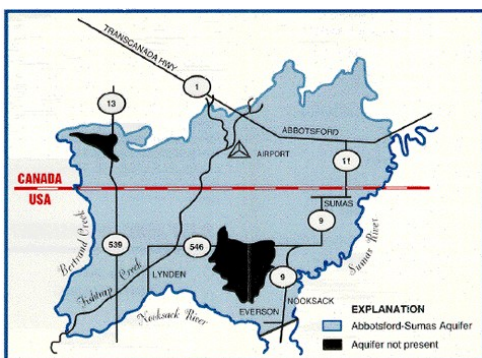 TRANSCANADA HWY
1
13
ABBOTSFORD
AIRPORT
11
CANADA
USA
SUMAS
9
Bertrand Creek
539
546
Sumas River
Fishtrap Creek
LYNDEN
9
NOOKSACK
EVERSON
Nooksack River
EXPLANATION
Abbotsford-Sumas Aquifer
Aquifer not present